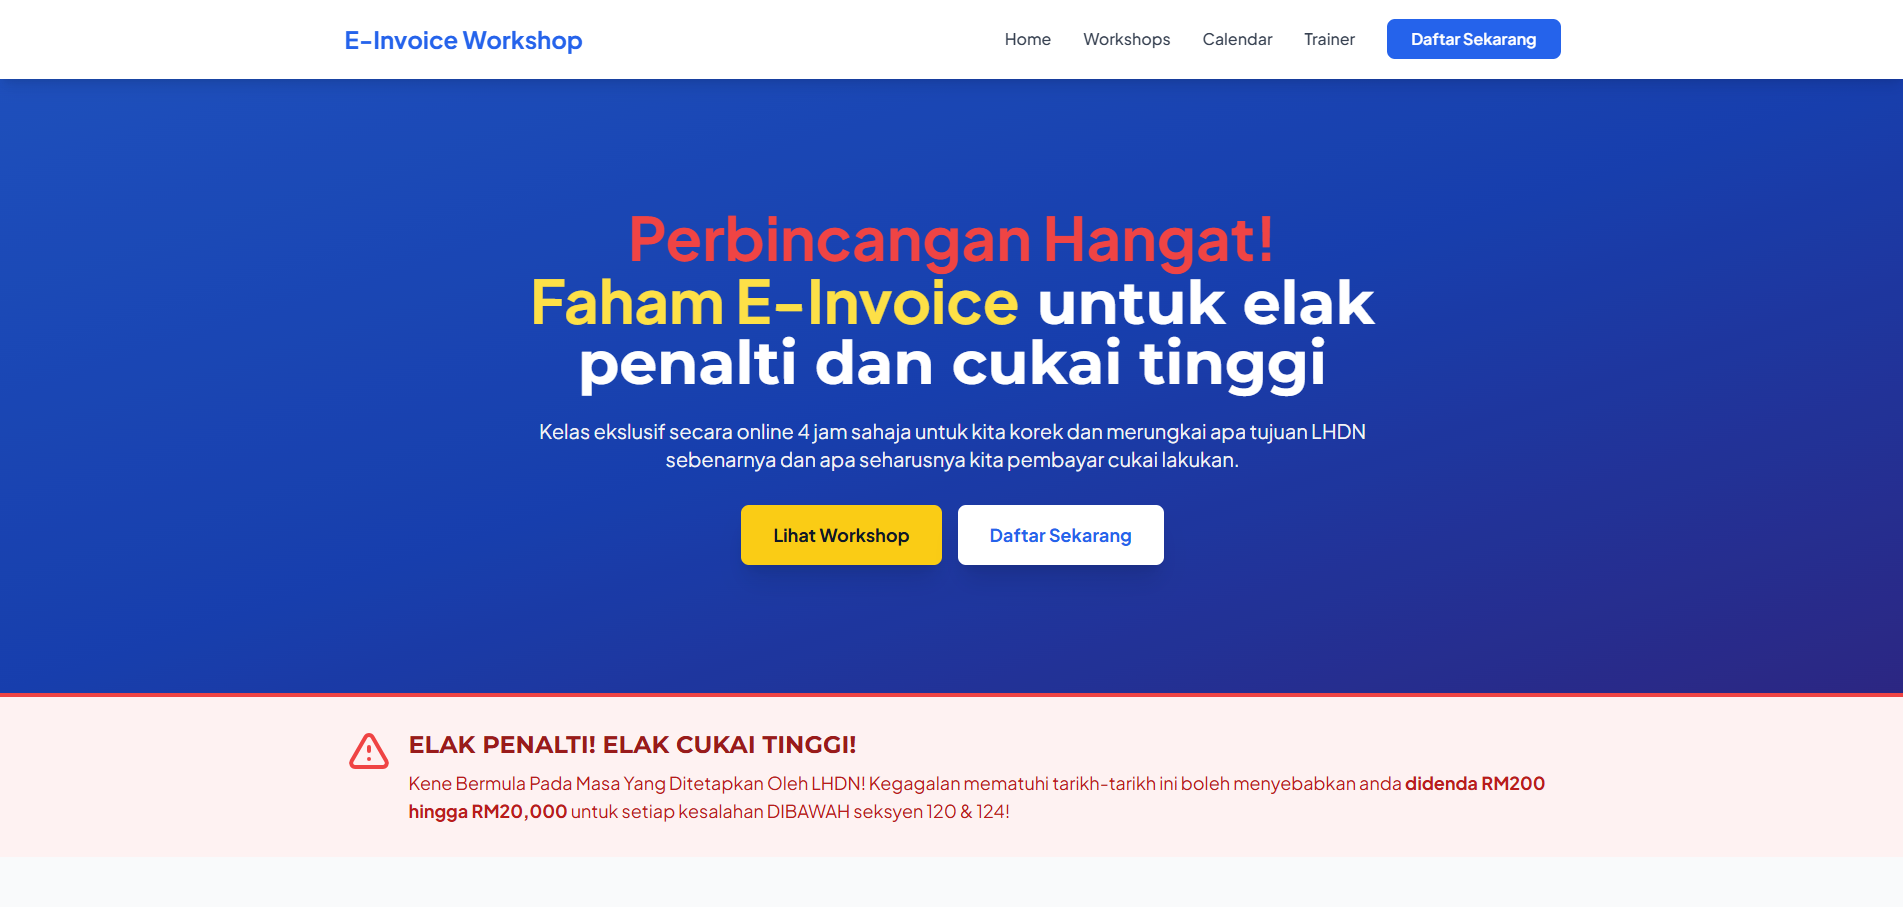 E-Invoice Workshop
Home
Workshops
Calendar
Trainer
Daftar Sekarang
Perbincangan Hangat!
Faham E-Invoice untuk elak
penalti dan cukai tinggi
Kelas ekslusif secara online 4 jam sahaja untuk kita korek dan merungkai apa tujuan LHDN
sebenarnya dan apa seharusnya kita pembayar cukai lakukan.
Lihat Workshop
Daftar Sekarang
ELAK PENALTI! ELAK CUKAI TINGGI!
Kene Bermula Pada Masa Yang Ditetapkan Oleh LHDN! Kegagalan mematuhi tarikh-tarikh ini boleh menyebabkan anda didenda RM200
hingga RM20,000 untuk setiap kesalahan DIBAWAH seksyen 120 & 124!